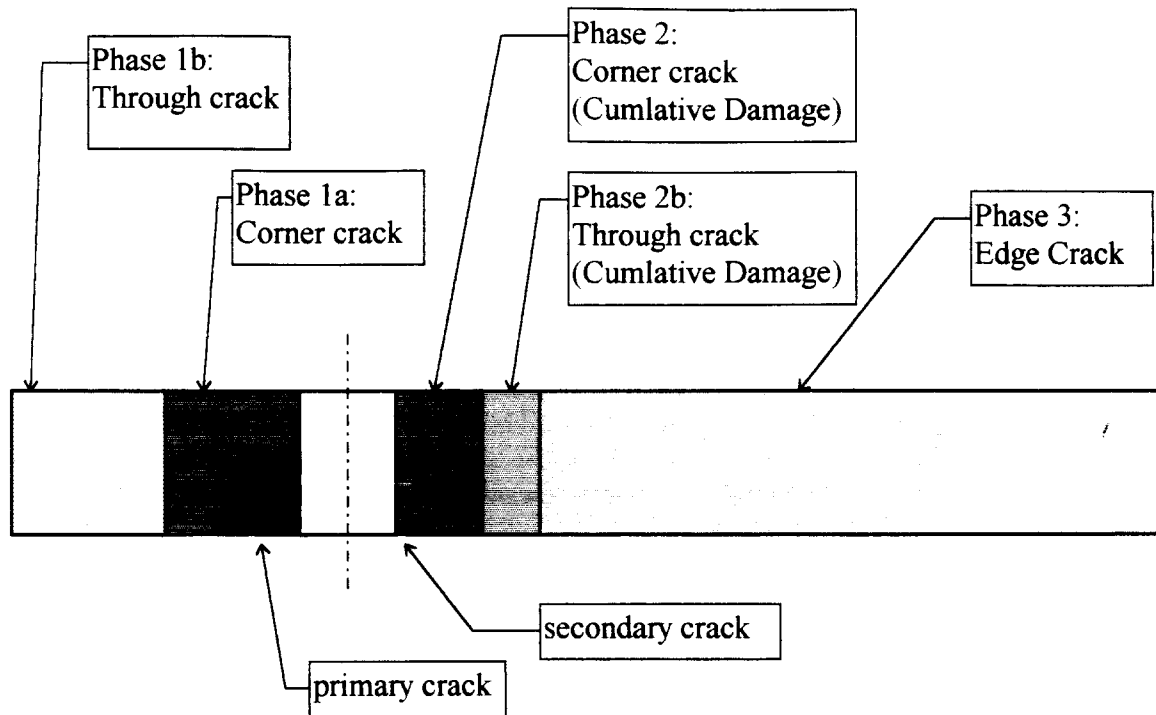 Phase 1b:
Through crack
Phase 1a:
Corner crack
Phase 2:
Corner crack
(Cumlative Damage)
Phase 2b:
Through crack
(Cumlative Damage)
Phase 3:
Edge Crack
secondary crack
primary crack